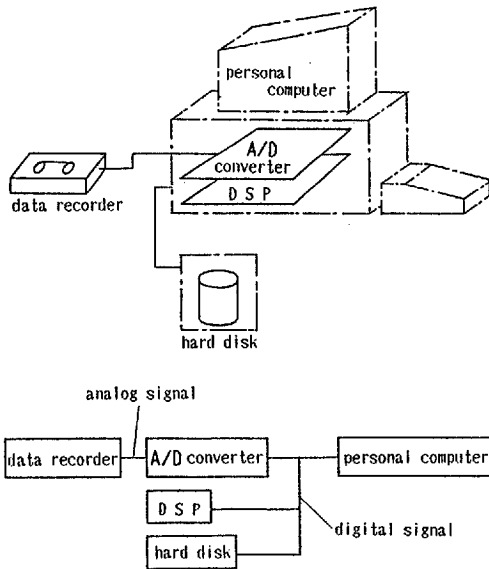 personal
computer
A/D
converter
DSP
data recorder
hard disk
analog signal
data recorder
A/D converter
personal computer
DSP
digital signal
hard disk